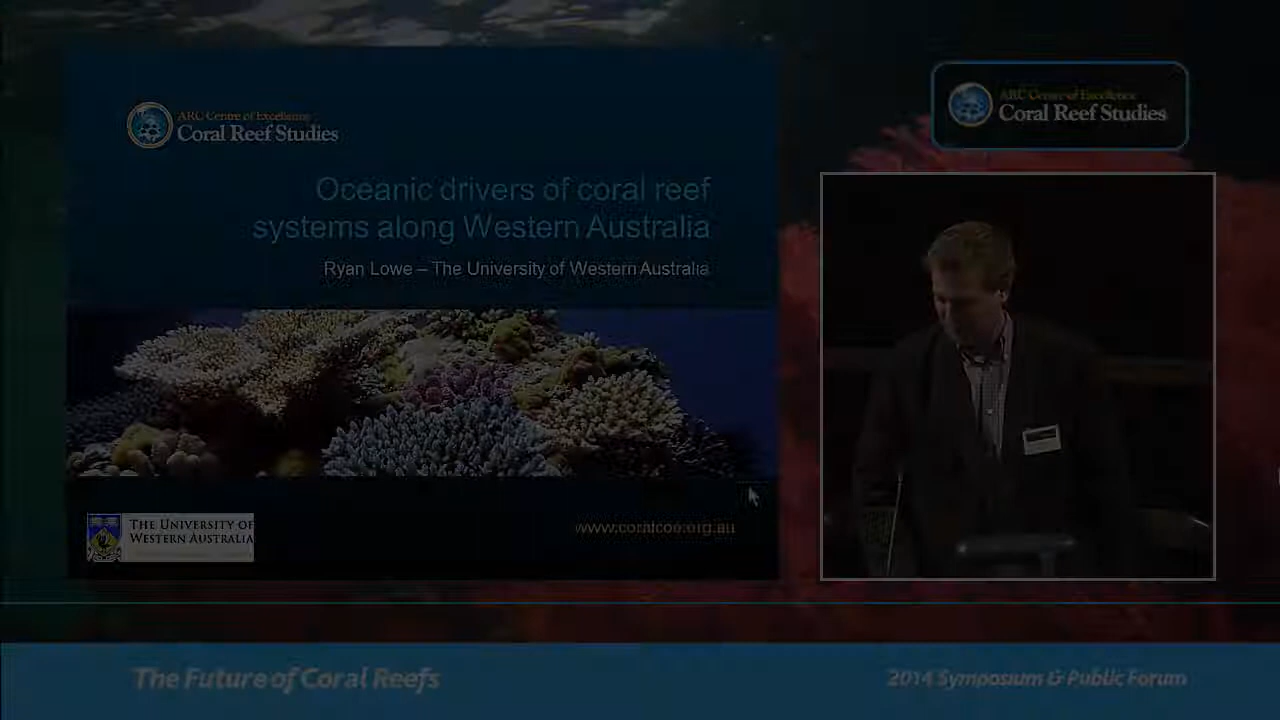 ARC Centre of Excellence
Coral Reef Studies
Oceanic drivers of coral reef
systems along Western Australia
Ryan Lowe – The University of Western Australia
THE UNIVERSITY OF
WESTERN AUSTRALIA
www.coralcoe.org.au
ARC Centre of Excellence
Coral Reef Studies
The Future of Coral Reefs
2014 Symposium & Public Forum